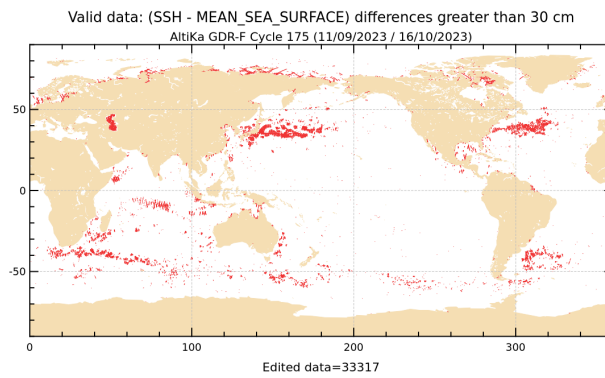 Valid data: (SSH - MEAN_SEA_SURFACE) differences greater than 30 cm
AltiKa GDR-F Cycle 175 (11/09/2023 / 16/10/2023)
50
0
-50
0 100 200 300
Edited data=33317